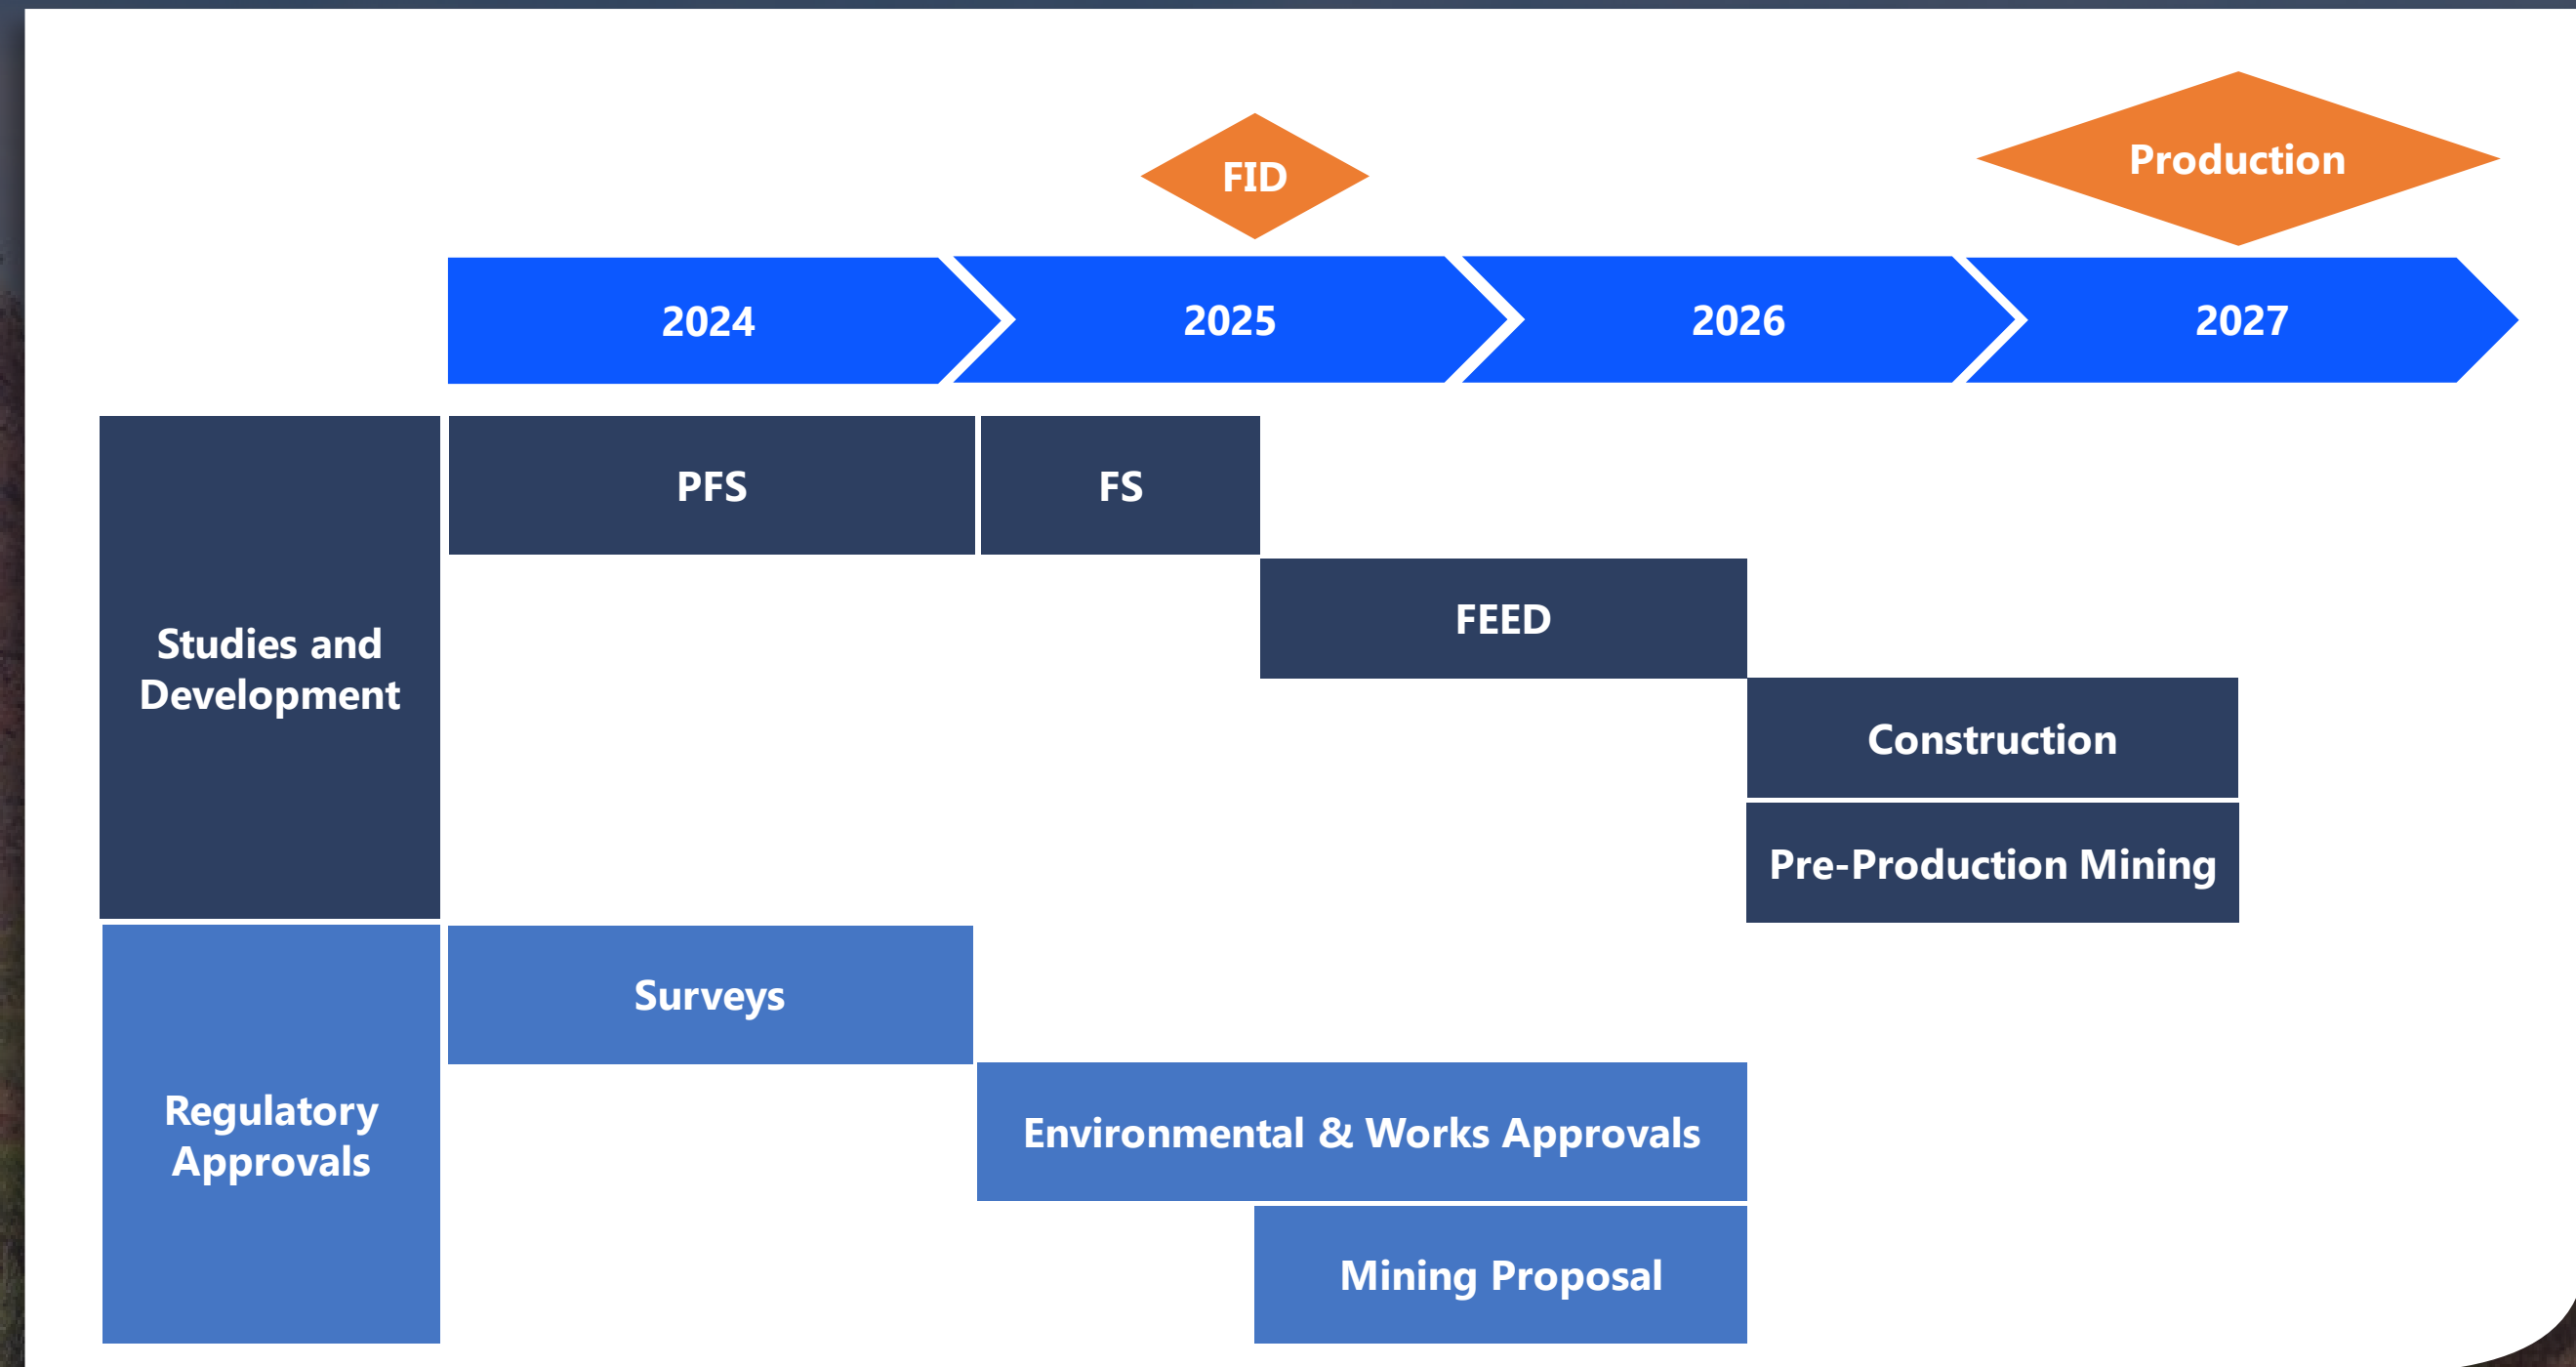 FID
Production
2024
2025
2026
2027
Studies and
Development
PFS
FS
FEED
Construction
Pre-Production Mining
Regulatory
Approvals
Surveys
Environmental & Works Approvals
Mining Proposal